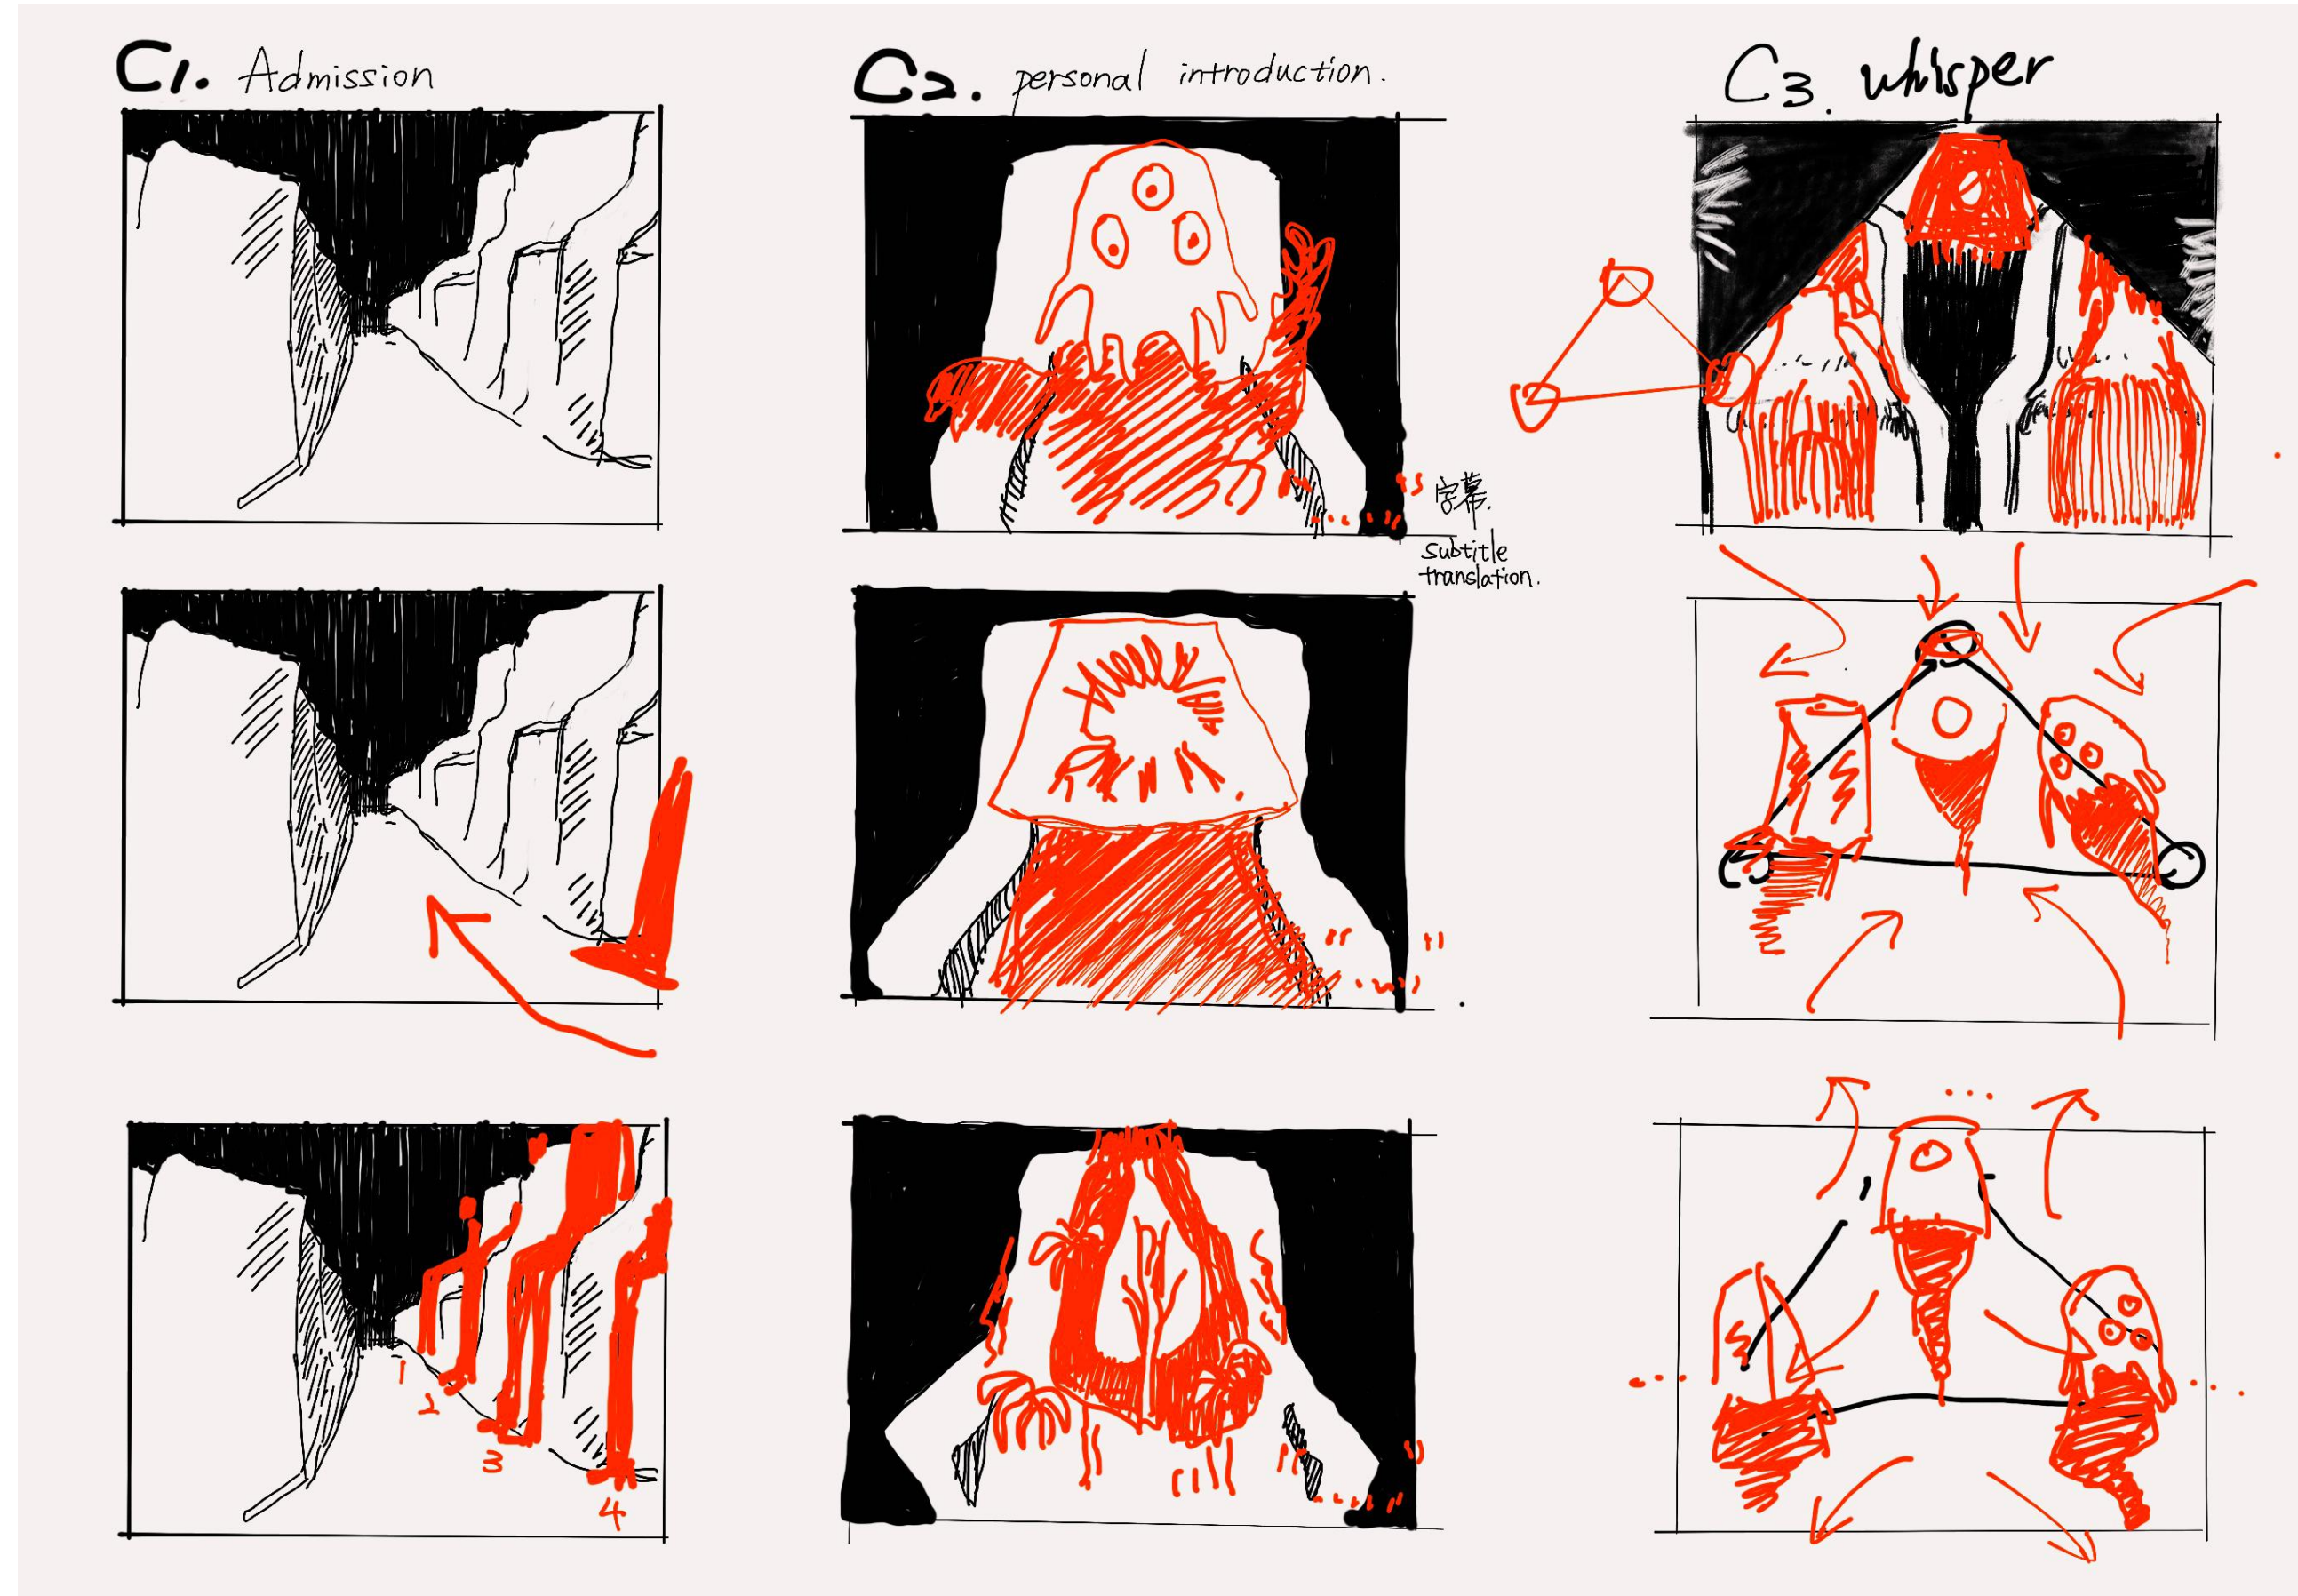 C1. Admission
C2. personal introduction.
C3. whisper
字幕.
subtitle
translation.
1
2
3
4